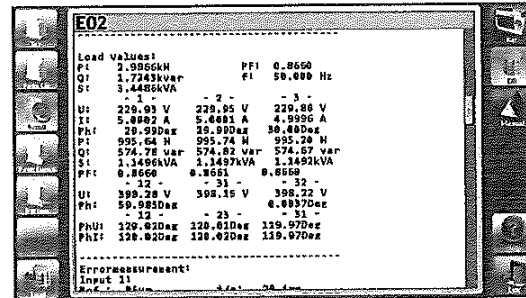 E02
Load values:
P: 2.9866kW PF: 0.8660
Q: 1.7243kvar f: 50.000 Hz
S: 3.4486kVA
- 1 - - 2 - - 3 -
U: 229.93 V 229.95 V 229.86 V
I: 5.0002 A 5.0001 A 4.9996 A
Ph: 29.99Deg 29.99Deg 30.00Deg
P: 995.64 W 995.74 W 995.20 W
Q: 574.78 var 574.82 var 574.67 var
S: 1.1496kVA 1.1497kVA 1.1492kVA
PF: 0.8660 0.8661 0.8660
- 12 - - 31 - - 32 -
U: 398.28 V 398.15 V 398.22 V
Ph: 59.985Deg 0.0037Deg
- 12 - - 23 - - 31 -
PhU: 120.02Deg 120.01Deg 119.97Deg
PhI: 120.02Deg 120.02Deg 119.97Deg
Errormeasurement:
Input 11